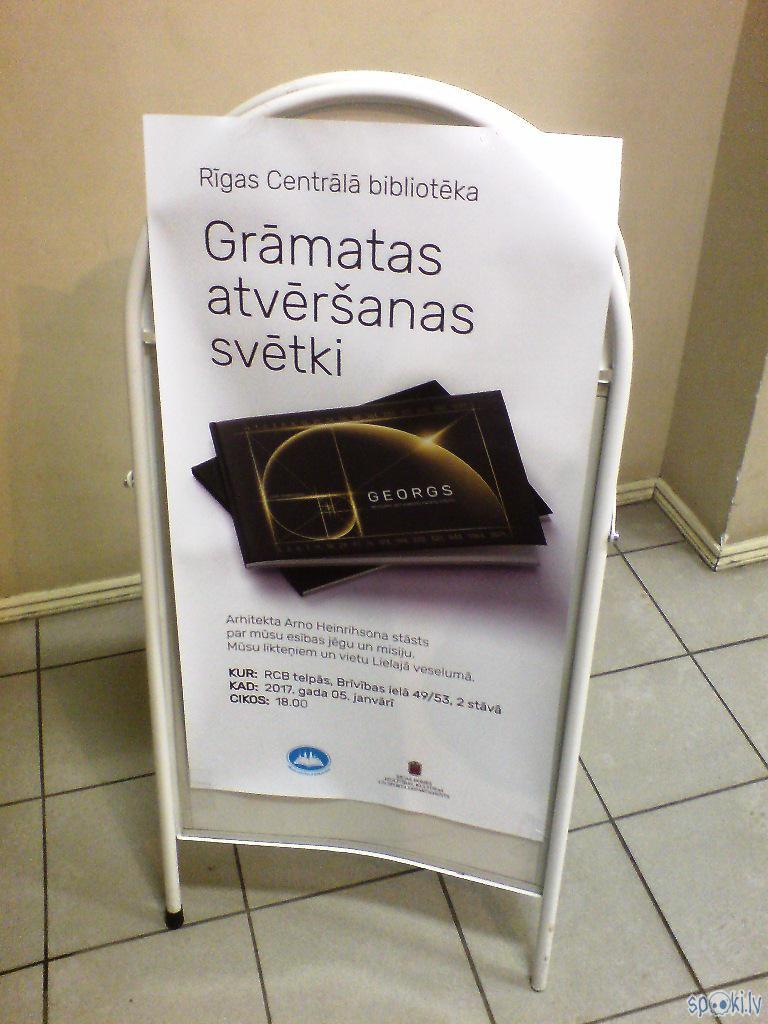 Rīgas Centrālā bibliotēka
Grāmatas
atvēršanas
svētki
GEORGS
Arhitekta Arno Heinrihsona stāsts
par mūsu esības jēgu un misiju.
Mūsu likteņiem un vietu Lielajā veselumā.
KUR: RCB telpās, Brīvības ielā 49/53, 2 stāvā
KAD: 2017. gada 05. janvārī
CIKOS: 18.00
spoki.lv